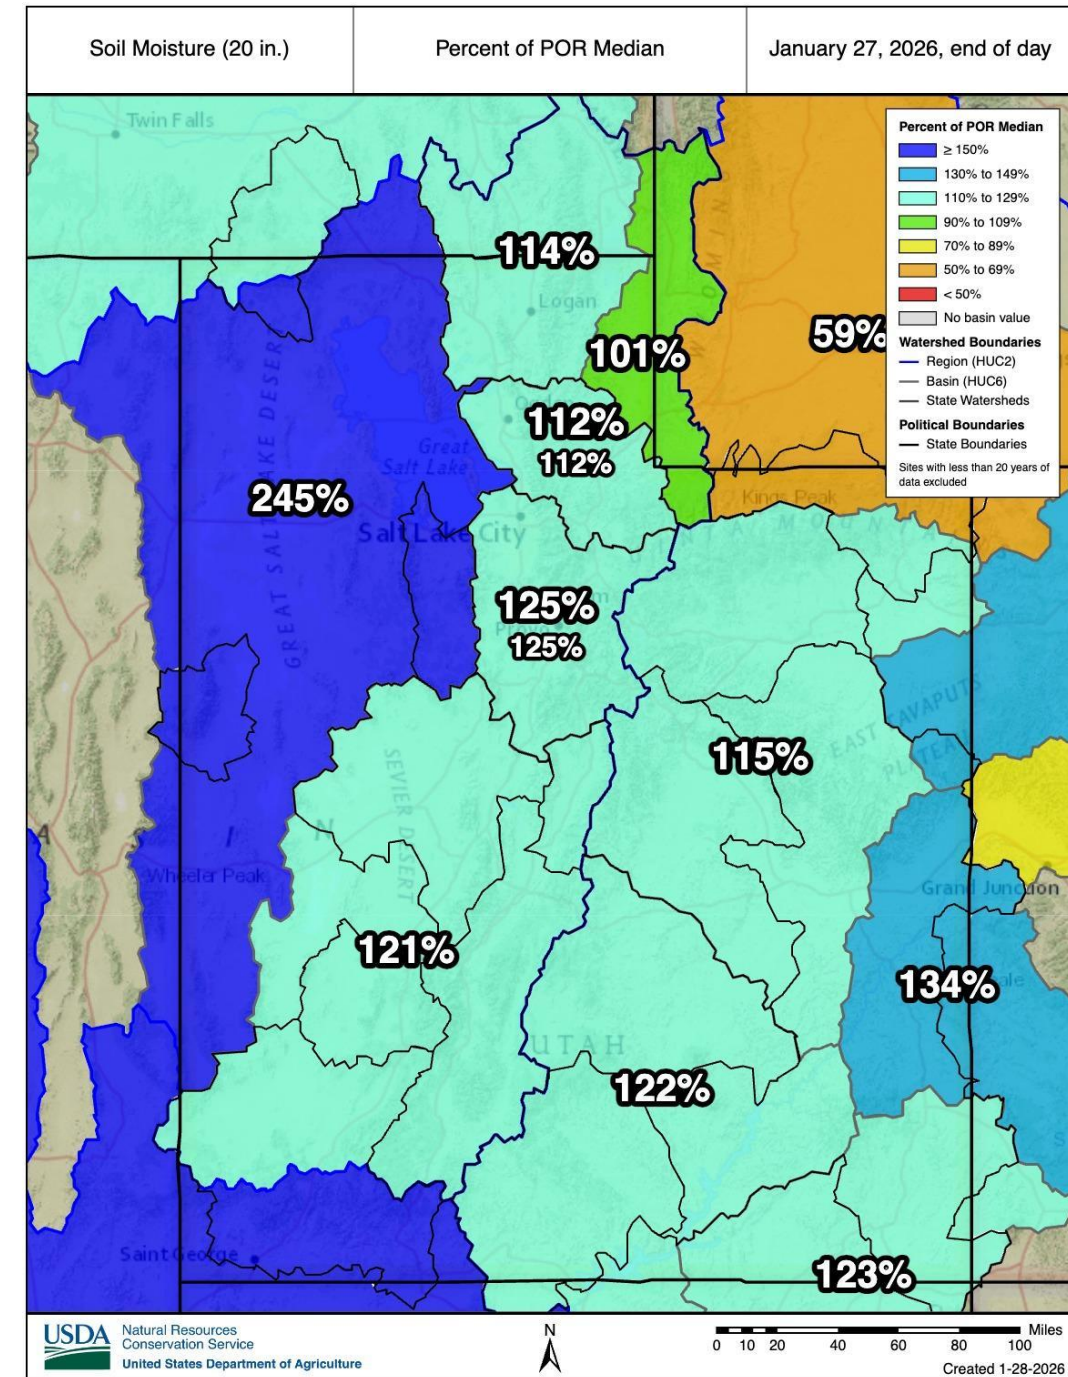 Soil Moisture (20 in.)
Percent of POR Median
January 27, 2026, end of day
Percent of POR Median
≥ 150%
130% to 149%
110% to 129%
90% to 109%
70% to 89%
50% to 69%
< 50%
No basin value
Watershed Boundaries
Region (HUC2)
Basin (HUC6)
State Watersheds
Political Boundaries
State Boundaries
Sites with less than 20 years of
data excluded
Twin Falls
114%
Logan
101%
59%
112%
112%
Great
Salt Lake
245%
Kings Peak
Salt Lake City
GREAT SALT LAKE DESERT
125%
125%
EAST TAVAPUTS
PLATEAU
115%
SEVIER DESERT
Wheeler Peak
Grand Junction
121%
134%
UTAH
122%
Saint George
123%
USDA
Natural Resources
Conservation Service
United States Department of Agriculture
N
0 10 20 40 60 80 100 Miles
Created 1-28-2026